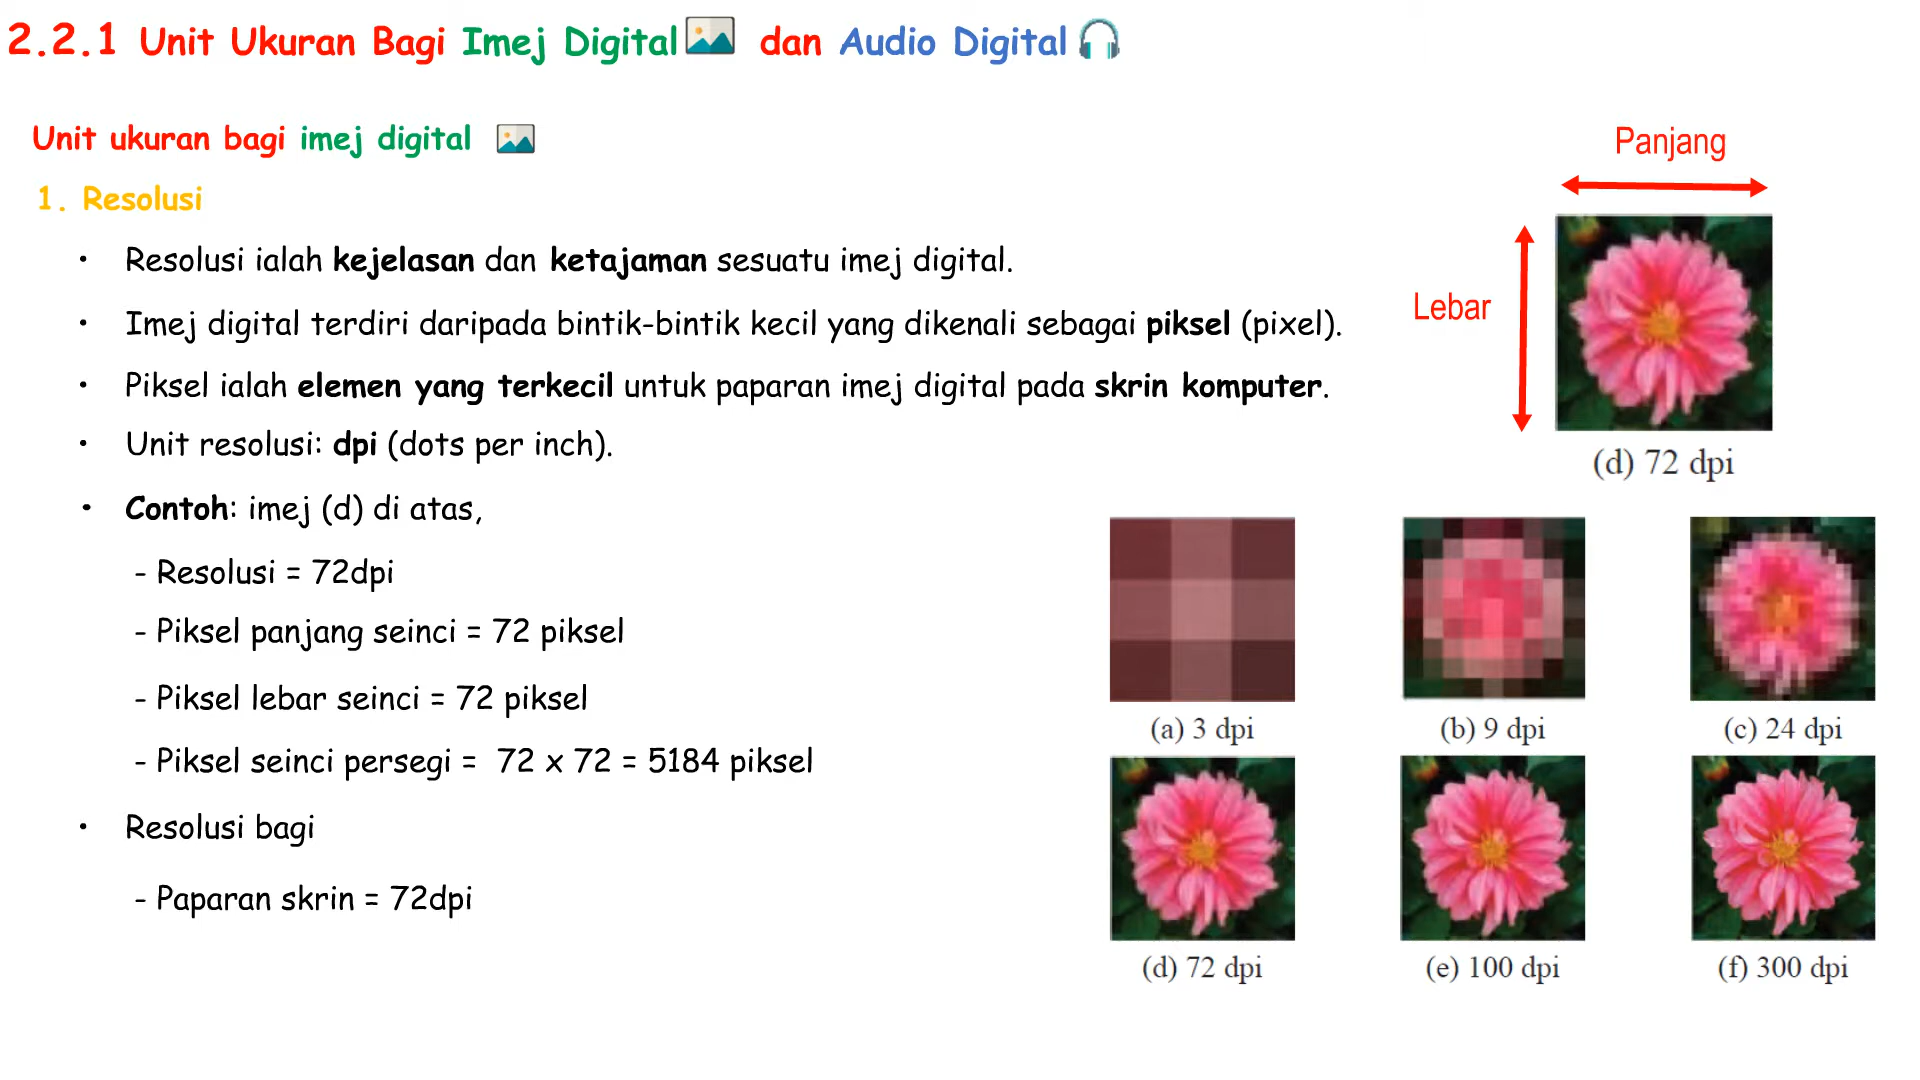 2.2.1 Unit Ukuran Bagi Imej Digital dan Audio Digital
Unit ukuran bagi imej digital
1. Resolusi
• Resolusi ialah kejelasan dan ketajaman sesuatu imej digital.
• Imej digital terdiri daripada bintik-bintik kecil yang dikenali sebagai piksel (pixel).
• Piksel ialah elemen yang terkecil untuk paparan imej digital pada skrin komputer.
• Unit resolusi: dpi (dots per inch).
• Contoh: imej (d) di atas,
- Resolusi = 72dpi
- Piksel panjang seinci = 72 piksel
- Piksel lebar seinci = 72 piksel
- Piksel seinci persegi = 72 x 72 = 5184 piksel
• Resolusi bagi
- Paparan skrin = 72dpi
Panjang
Lebar
(d) 72 dpi
(a) 3 dpi
(b) 9 dpi
(c) 24 dpi
(d) 72 dpi
(e) 100 dpi
(f) 300 dpi